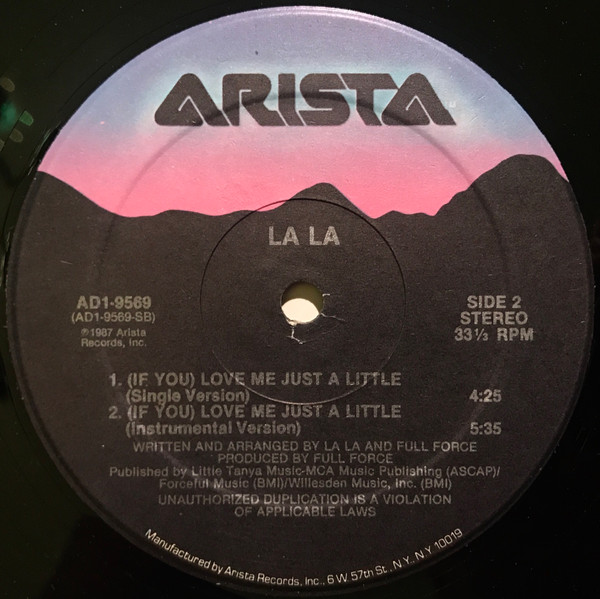 ARISTA
LA LA
AD1-9569
(AD1-9569-SB)
℗1987 Arista
Records, Inc.
SIDE 2
STEREO
33 1/3 RPM
1. (IF YOU) LOVE ME JUST A LITTLE
(Single Version) 4:25
2. (IF YOU) LOVE ME JUST A LITTLE
(Instrumental Version) 5:35
WRITTEN AND ARRANGED BY LA LA AND FULL FORCE
PRODUCED BY FULL FORCE
Published by Little Tanya Music-MCA Music Publishing (ASCAP)/
Forceful Music (BMI)/Willesden Music, Inc. (BMI)
UNAUTHORIZED DUPLICATION IS A VIOLATION
OF APPLICABLE LAWS
Manufactured by Arista Records, Inc., 6 W. 57th St., N.Y., N.Y. 10019